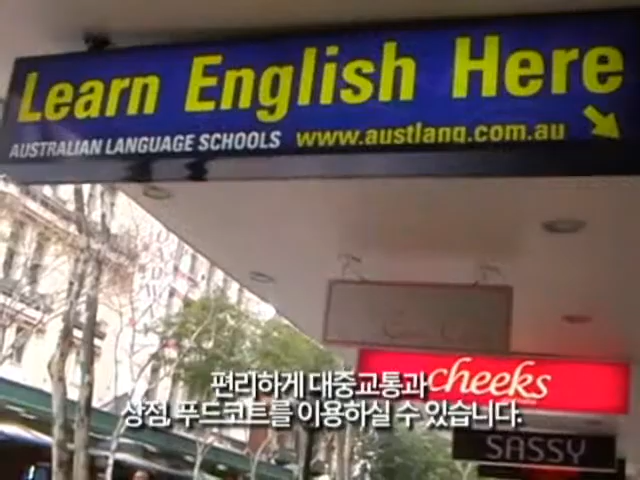 Learn English Here
AUSTRALIAN LANGUAGE SCHOOLS www.austlang.com.au
cheeks
편리하게 대중교통과
상점, 푸드코트를 이용하실 수 있습니다.
SASSY